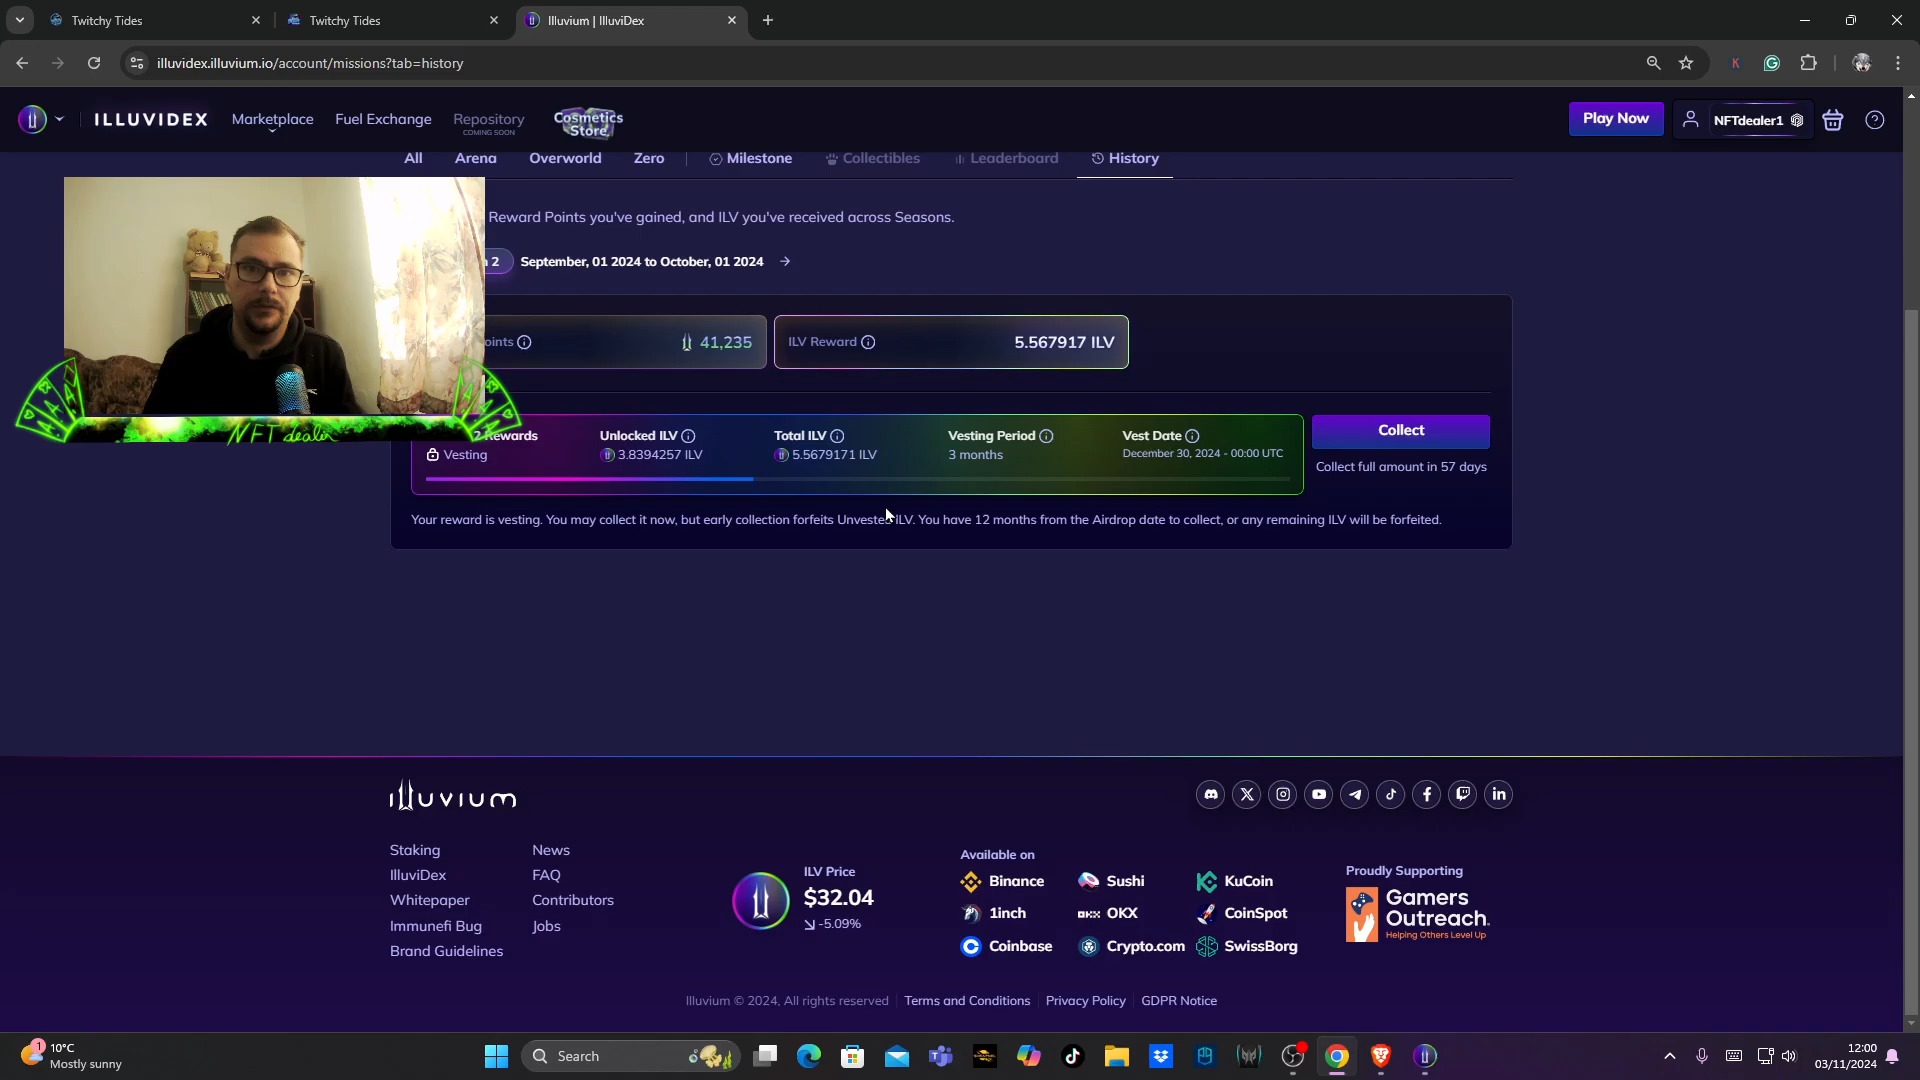 Twitchy Tides
Twitchy Tides
Illuvium | IlluviDex
illuvidex.illuvium.io/account/missions?tab=history
ILLUVIDEX
Marketplace
Fuel Exchange
Repository
COMING SOON
Cosmetics
Store
Play Now
NFTdealer1
All
Arena
Overworld
Zero
Milestone
Collectibles
Leaderboard
History
Reward Points you've gained, and ILV you've received across Seasons.
2
September, 01 2024 to October, 01 2024
41,235
ILV Reward
5.567917 ILV
NFT dealer
Rewards
Vesting
Unlocked ILV
3.8394257 ILV
Total ILV
5.5679171 ILV
Vesting Period
3 months
Vest Date
December 30, 2024 - 00:00 UTC
Collect
Collect full amount in 57 days
Your reward is vesting. You may collect it now, but early collection forfeits Unvested ILV. You have 12 months from the Airdrop date to collect, or any remaining ILV will be forfeited.
illuvium
Staking
IlluviDex
Whitepaper
Immunefi Bug
Brand Guidelines
News
FAQ
Contributors
Jobs
ILV Price
$32.04
-5.09%
Available on
Binance
Sushi
KuCoin
1inch
OKX
CoinSpot
Coinbase
Crypto.com
SwissBorg
Proudly Supporting
Gamers
Outreach.
Helping Others Level Up
Illuvium © 2024, All rights reserved
Terms and Conditions
Privacy Policy
GDPR Notice
1
10°C
Mostly sunny
Search
12:00
03/11/2024